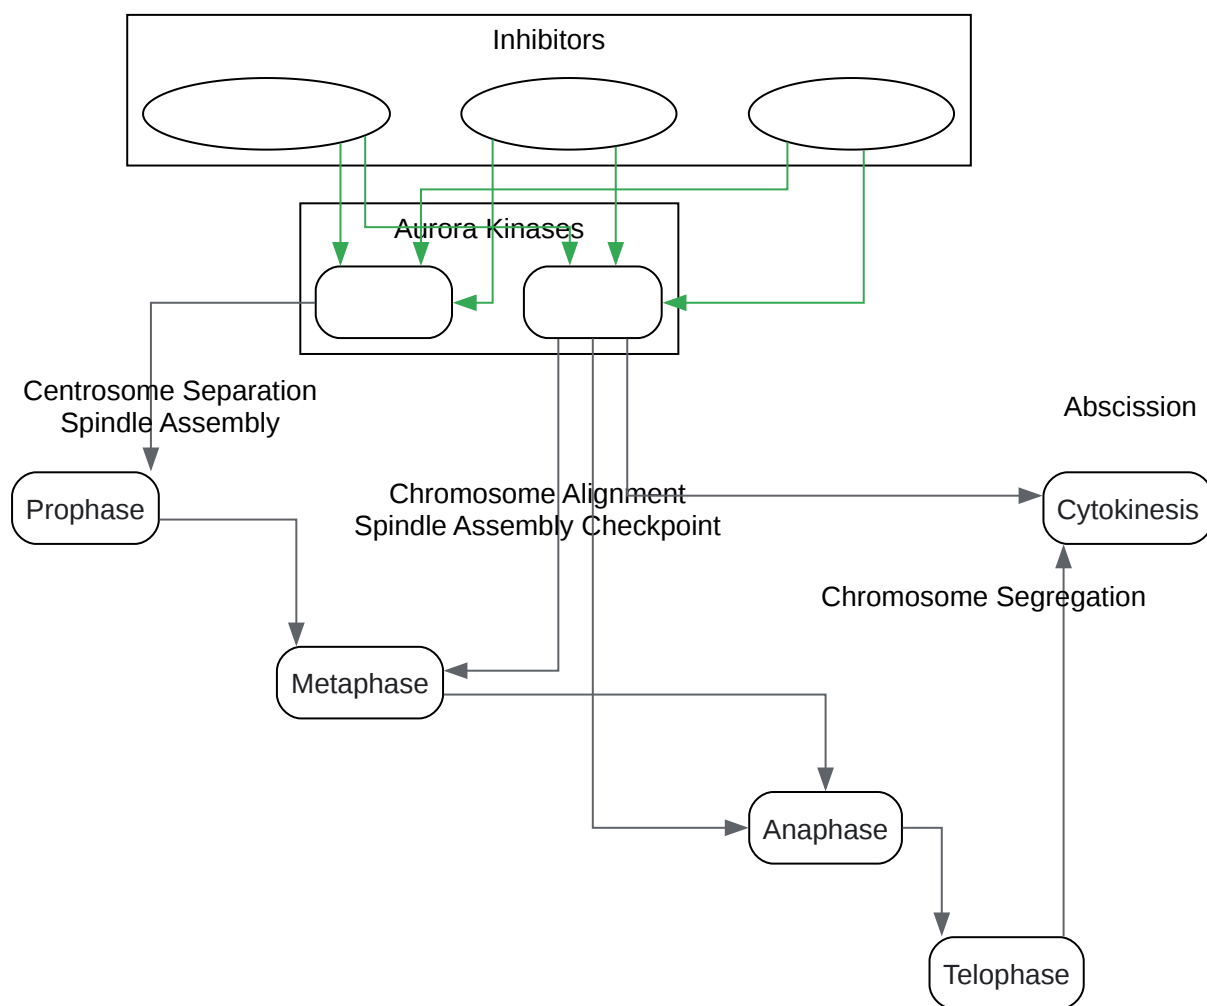 Inhibitors
Aurora Kinases
Centrosome Separation
Spindle Assembly
Abscission
Chromosome Alignment
Spindle Assembly Checkpoint
Prophase
Cytokinesis
Chromosome Segregation
Metaphase
Anaphase
Telophase